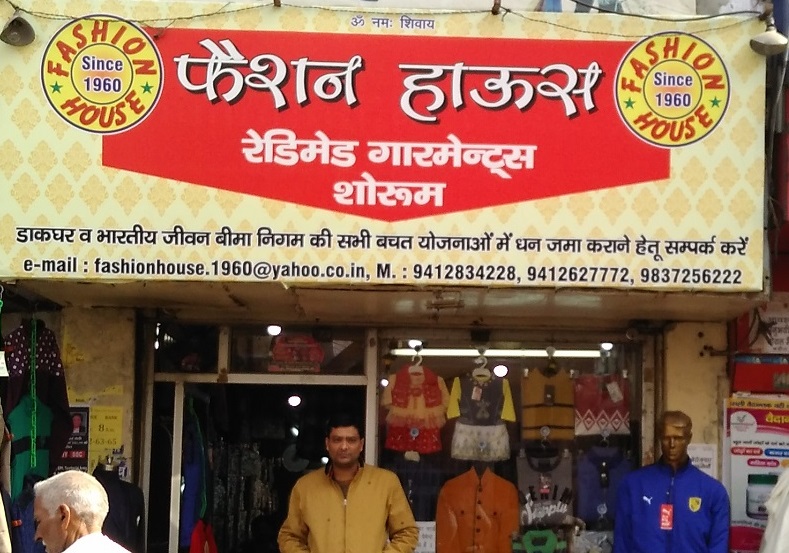 ॐ नमः शिवाय
FASHION HOUSE
Since
1960
फैशन हाऊस
FASHION HOUSE
Since
1960
रेडिमेड गारमेन्ट्स
शोरूम
डाकघर व भारतीय जीवन बीमा निगम की सभी बचत योजनाओं में धन जमा कराने हेतू सम्पर्क करें
e-mail : fashionhouse.1960@yahoo.co.in, M. : 9412834228, 9412627772, 9837256222